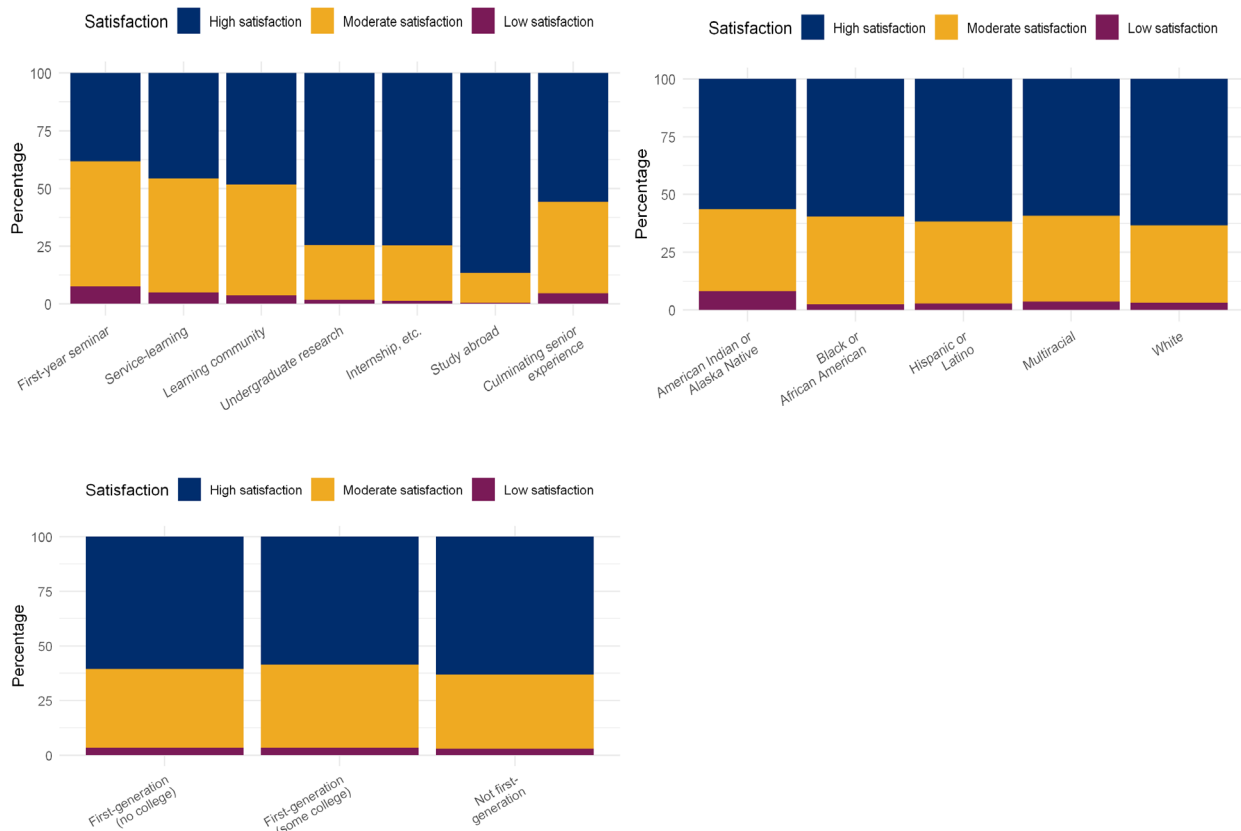 Satisfaction High satisfaction Moderate satisfaction Low satisfaction
100
75
50
25
0
Percentage
First-year seminar
Service-learning
Learning community
Undergraduate research
Internship, etc.
Study abroad
Culminating senior
experience
Satisfaction High satisfaction Moderate satisfaction Low satisfaction
100
75
50
25
0
Percentage
American Indian or
Alaska Native
Black or
African American
Hispanic or
Latino
Multiracial
White
Satisfaction High satisfaction Moderate satisfaction Low satisfaction
100
75
50
25
0
Percentage
First-generation
(no college)
First-generation
(some college)
Not first-
generation